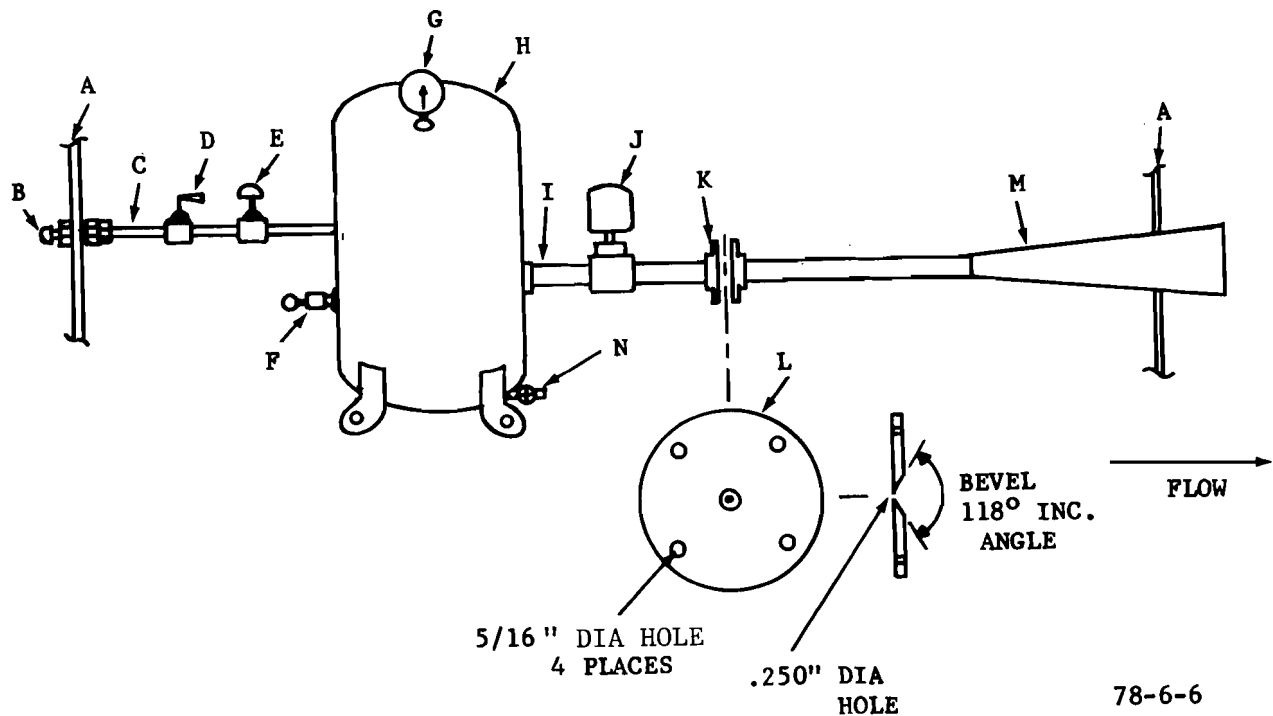 G
H
A
D
E
C
B
J
I
K
A
M
F
N
L
BEVEL
118° INC.
ANGLE
FLOW
5/16" DIA HOLE
4 PLACES
.250" DIA
HOLE
78-6-6